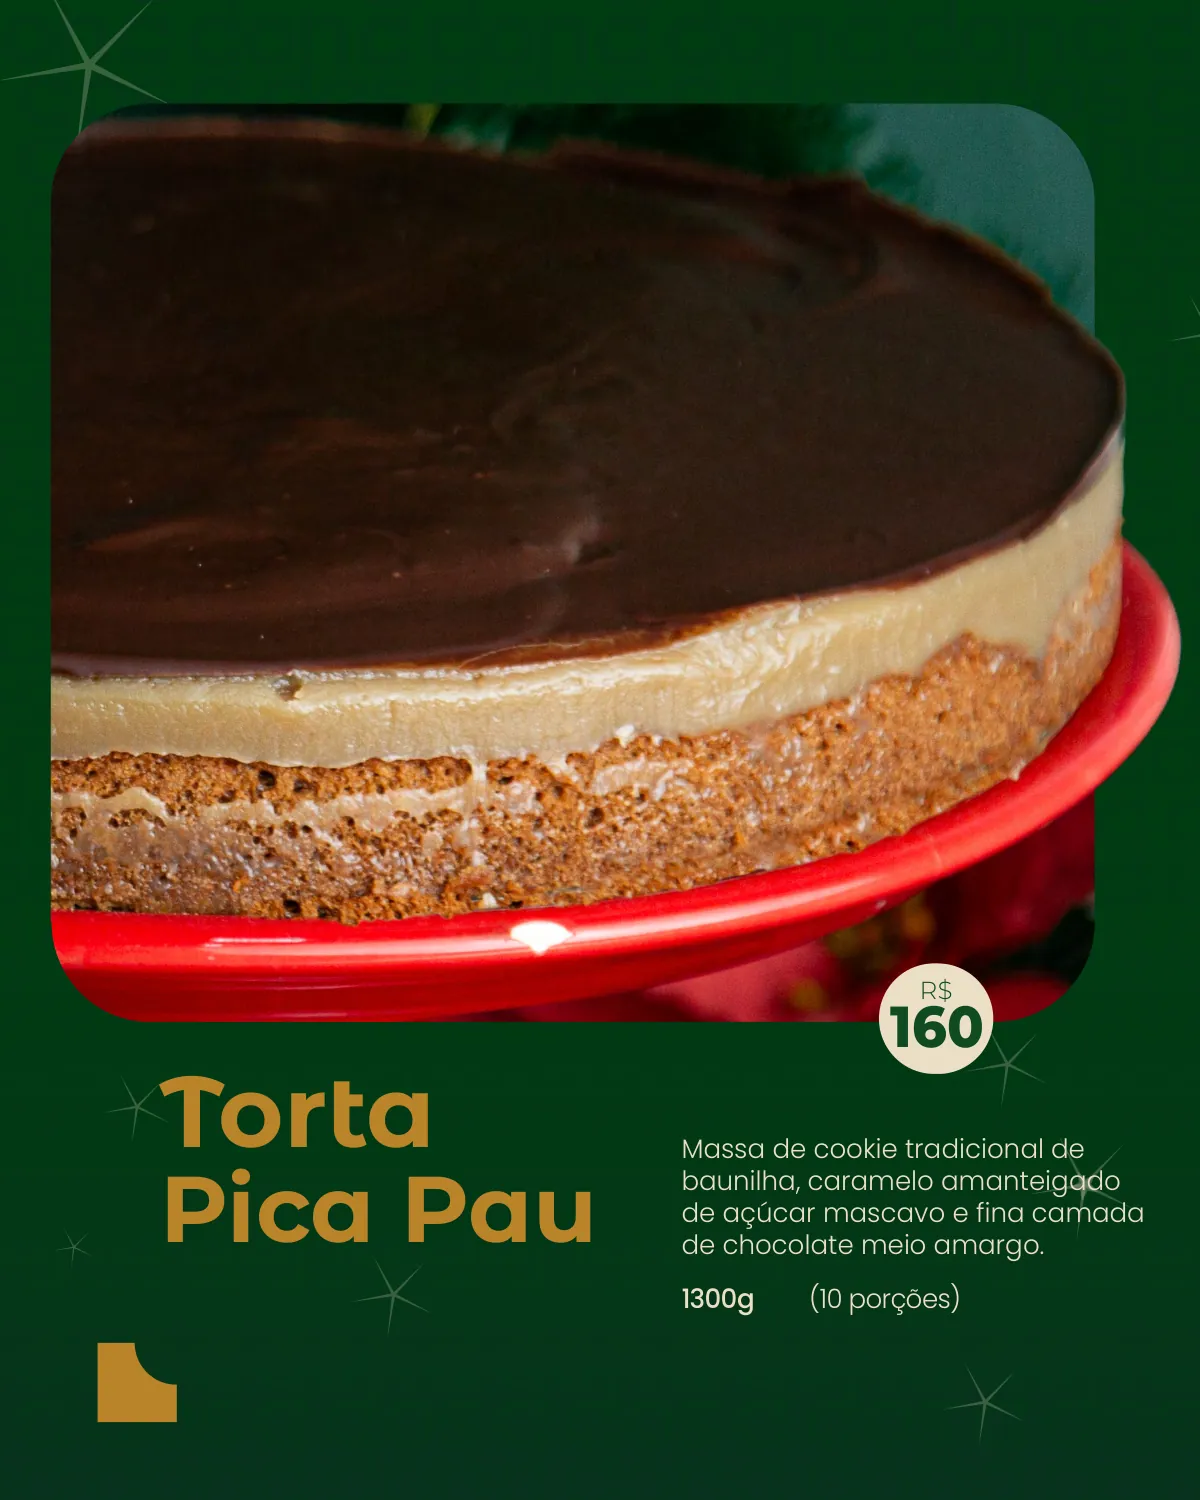 R$
160
Torta
Pica Pau
Massa de cookie tradicional de
baunilha, caramelo amanteigado
de açúcar mascavo e fina camada
de chocolate meio amargo.
1300g (10 porções)